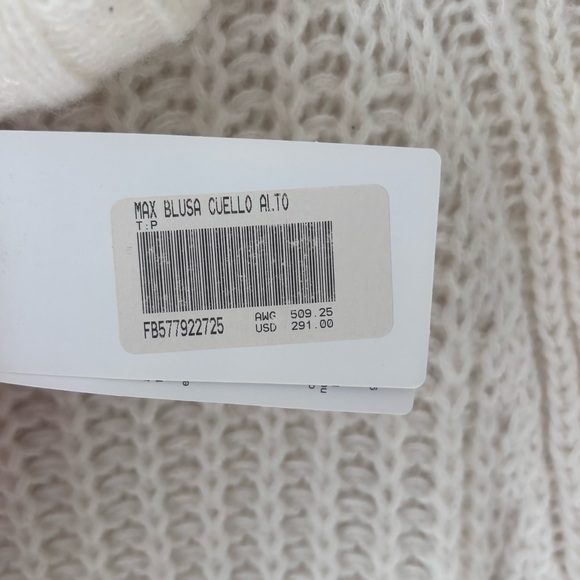 MAX BLUSA CUELLO ALTO
T:P
FB577922725
AWG 509.25
USD 291.00